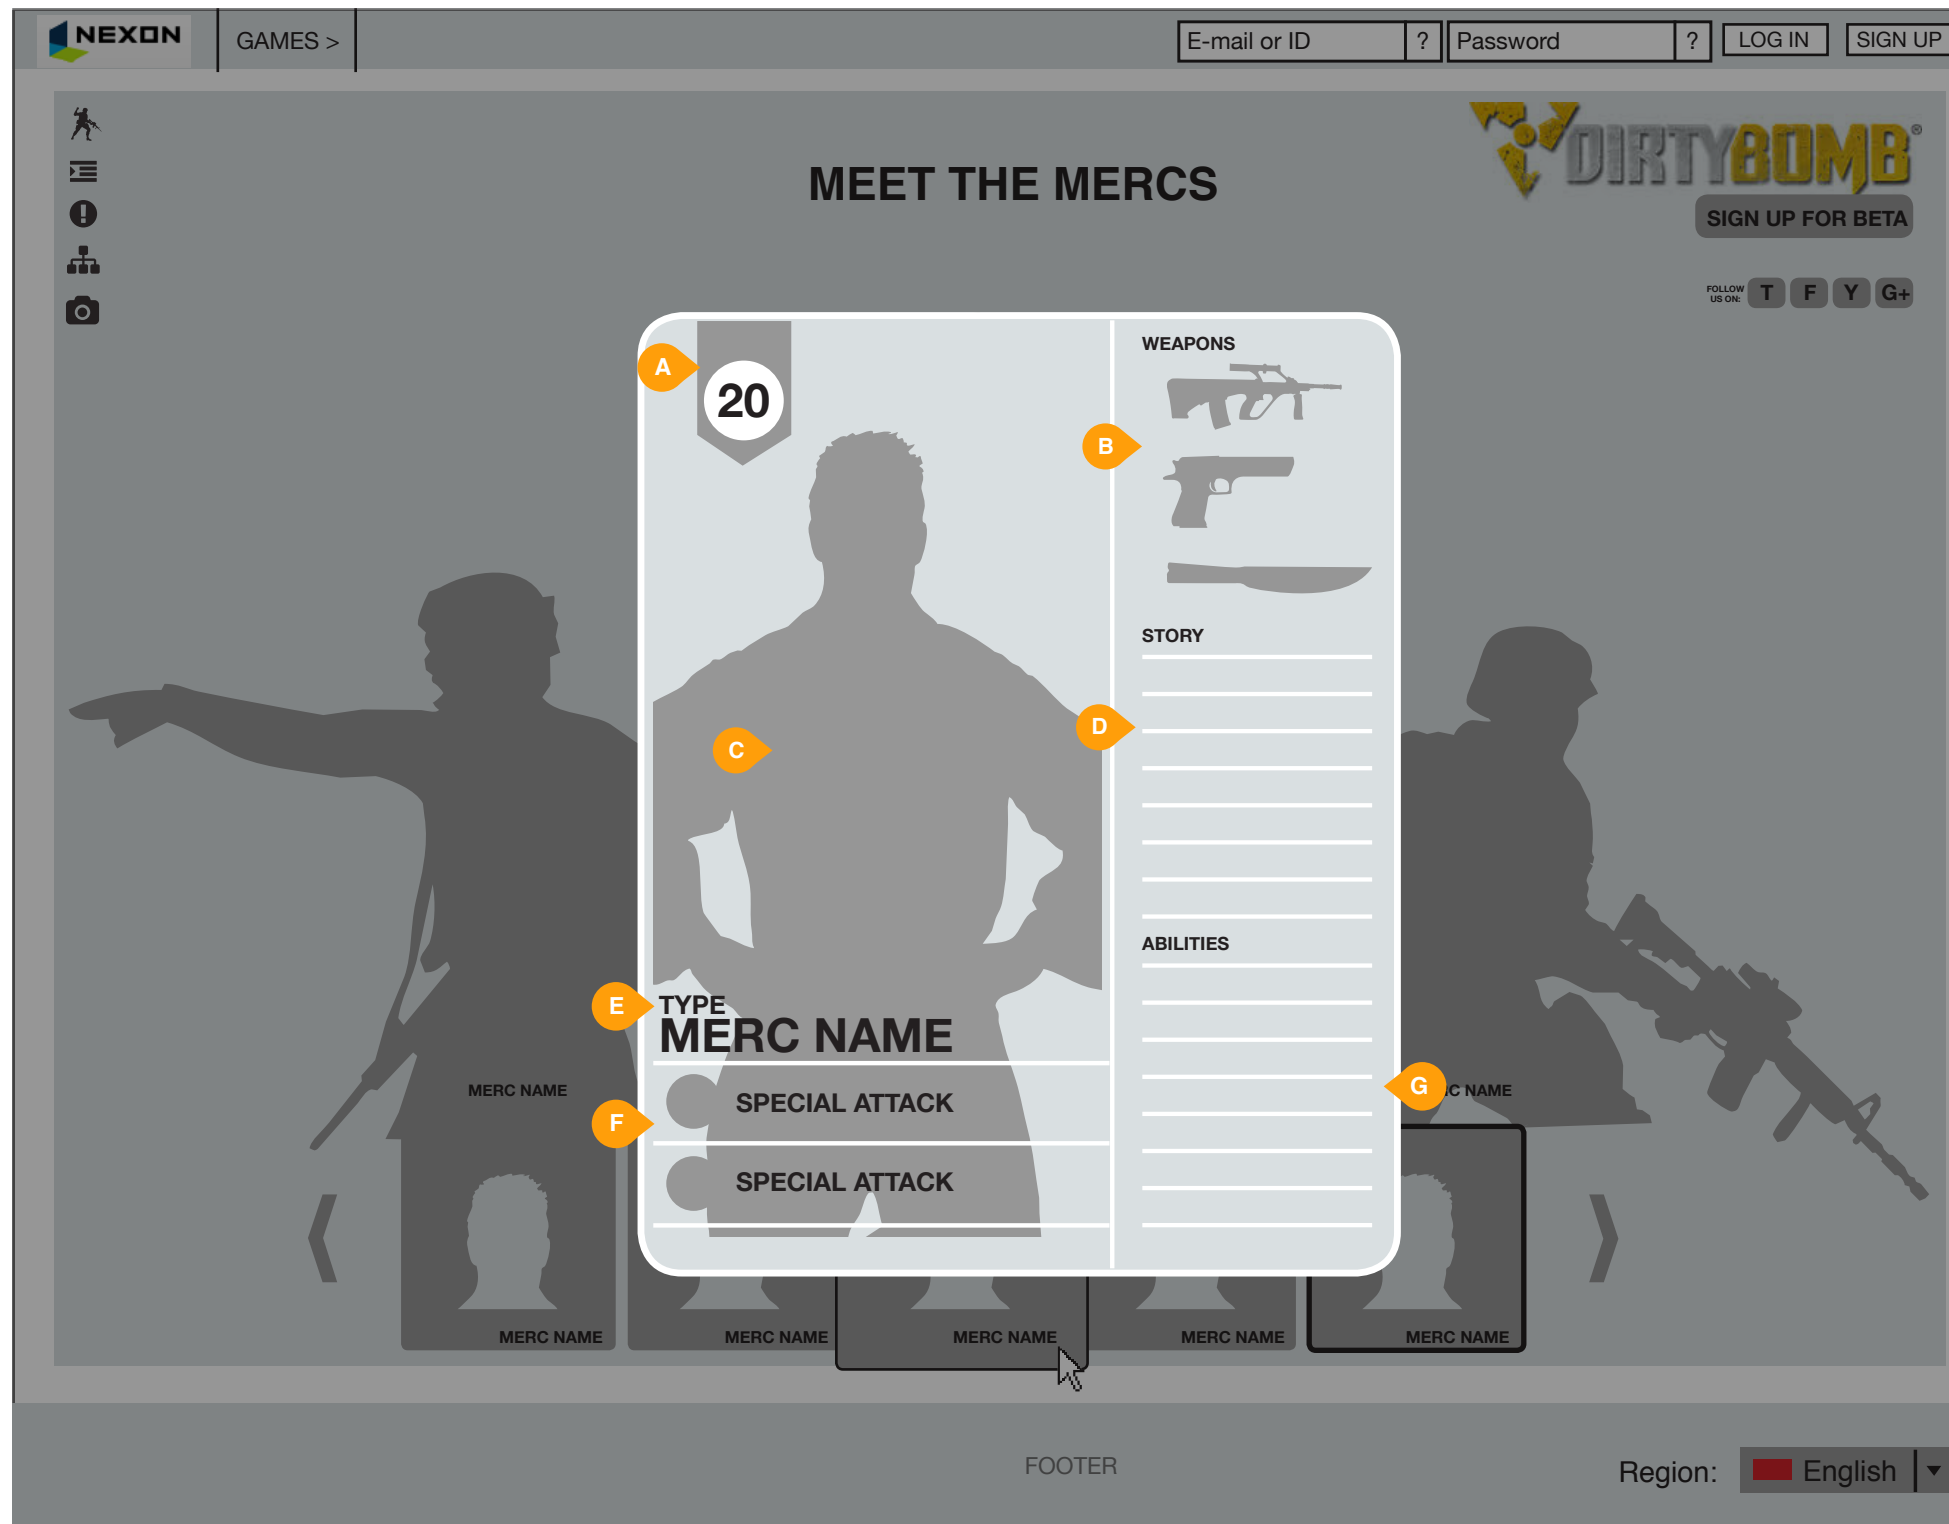 NEXON
GAMES >
E-mail or ID
?
Password
?
LOG IN
SIGN UP
MEET THE MERCS
DIRTYBOMB®
SIGN UP FOR BETA
FOLLOW
US ON:
T
F
Y
G+
A
20
WEAPONS
B
STORY
C
D
ABILITIES
E
TYPE
MERC NAME
F
SPECIAL ATTACK
SPECIAL ATTACK
G
MERC NAME
RC NAME
MERC NAME
MERC NAME
MERC NAME
MERC NAME
MERC NAME
FOOTER
Region:
English